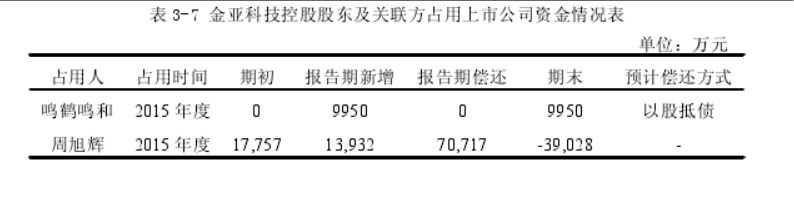 表 3-7 金亚科技控股股东及关联方占用上市公司资金情况表
单位：万元
占用人 占用时间 期初 报告期新增 报告期偿还 期末 预计偿还方式
鸣鹤鸣和 2015 年度 0 9950 0 9950 以股抵债
周旭辉 2015 年度 17,757 13,932 70,717 -39,028 -